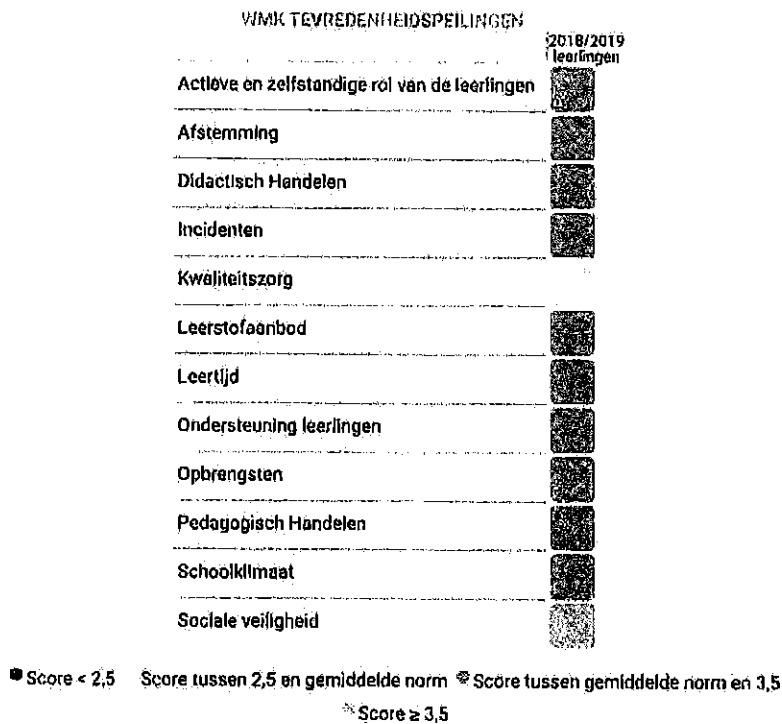 WMK TEVREDENHEIDSPEILINGEN
2018/2019
leerlingen
Actieve en zelfstandige rol van de leerlingen
Afstemming
Didactisch Handelen
Incidenten
Kwaliteitszorg
Leerstofaanbod
Leertijd
Ondersteuning leerlingen
Opbrengsten
Pedagogisch Handelen
Schoolklimaat
Sociale veiligheid
Score < 2,5 Score tussen 2,5 en gemiddelde norm Score tussen gemiddelde norm en 3,5
Score ≥ 3,5